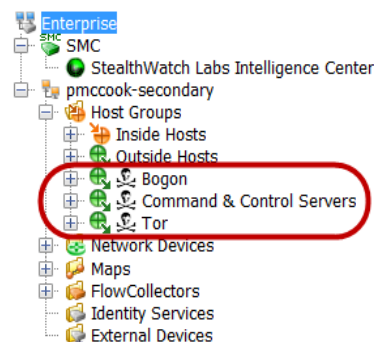 Enterprise
SMC
SMC
StealthWatch Labs Intelligence Center
pmccook-secondary
Host Groups
Inside Hosts
Outside Hosts
Bogon
Command & Control Servers
Tor
Network Devices
Maps
FlowCollectors
Identity Services
External Devices